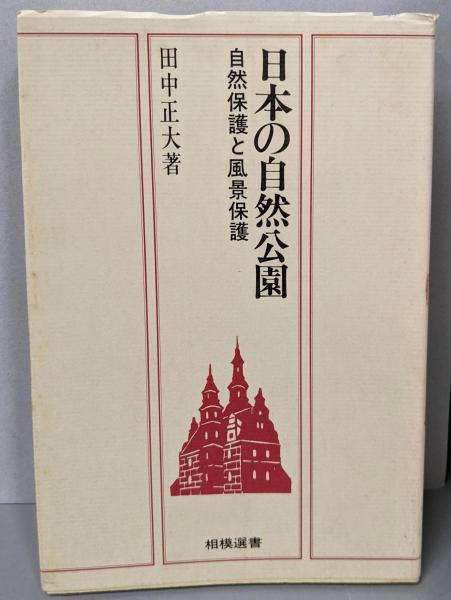 日本の自然公園
自然保護と風景保護
田中正大著
相模選書